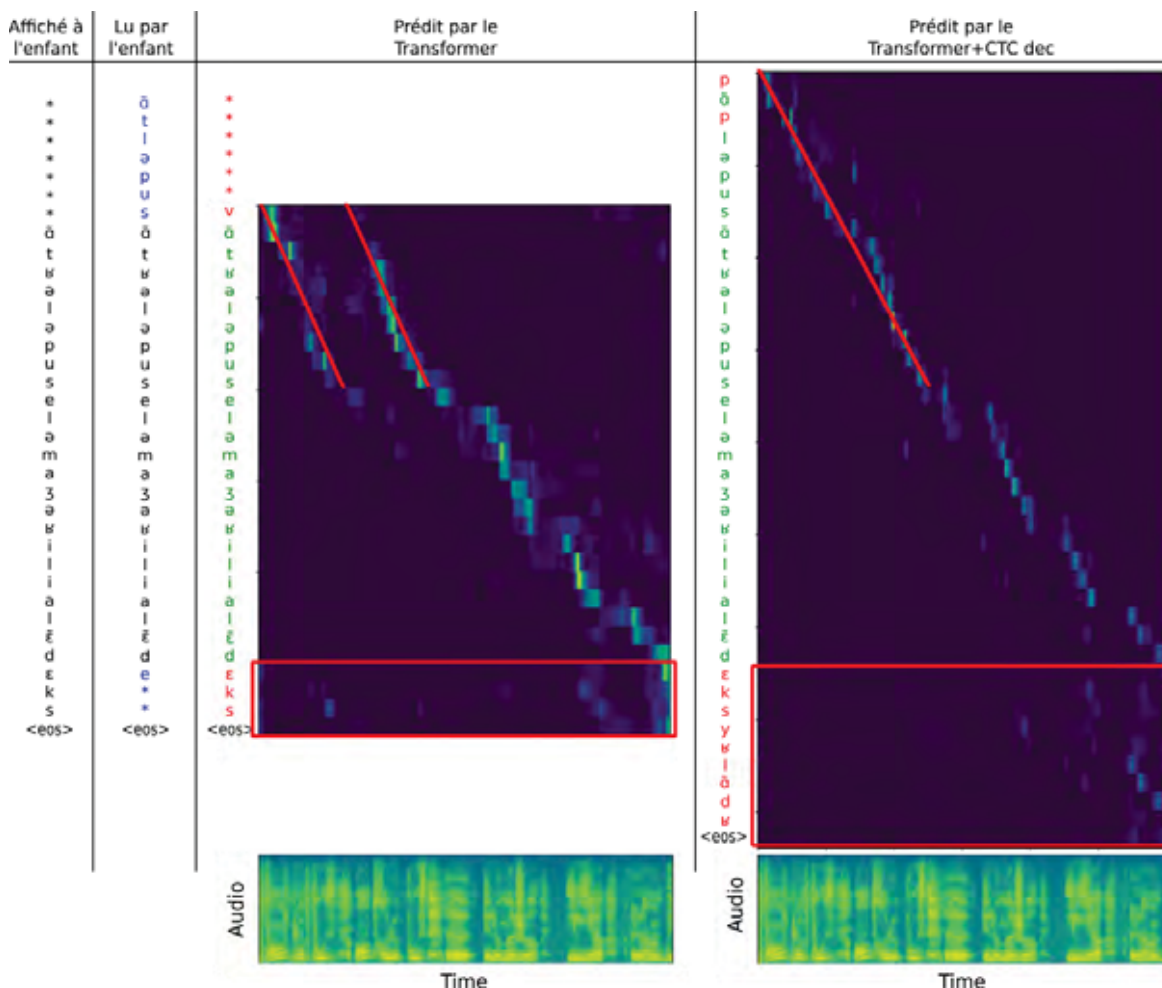 Affiché à l'enfant
Lu par l'enfant
Prédit par le Transformer
Prédit par le Transformer+CTC dec
p
* ɑ̃ * ɑ̃
* t * p
* l * l
* ə * ə
* p * p
* u * u
* s v s
ɑ̃ ɑ̃ ɑ̃ ɑ̃
t t t t
ʁ ʁ ʁ ʁ
ə ə ə ə
l l l l
ə ə ə ə
p p p p
u u u u
s s s s
e e e e
l l l l
ə ə ə ə
m m m m
a a a a
ʒ ʒ ʒ ʒ
ə ə ə ə
ʁ ʁ ʁ ʁ
i i i i
l l l l
i i i i
a a a a
l l l l
ɛ̃ ɛ̃ ɛ̃ ɛ̃
d d d d
ɛ e ɛ ɛ
k * k k
s * s s
<eos> <eos> <eos> y
ʁ
l
ɑ̃
d
ʁ
<eos>
Audio
Audio
Time
Time